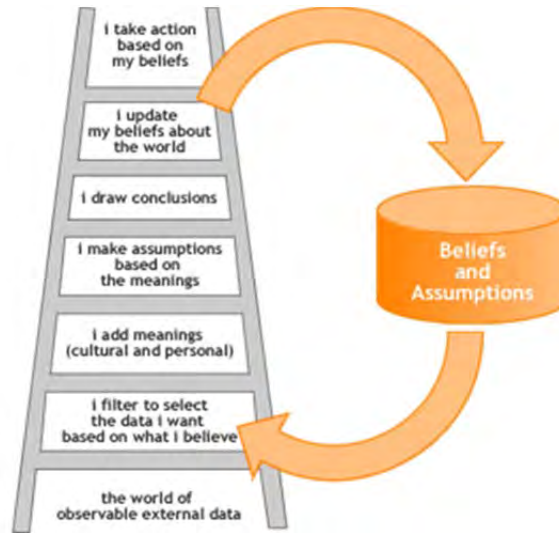 i take action
based on
my beliefs
i update
my beliefs about
the world
i draw conclusions
i make assumptions
based on
the meanings
i add meanings
(cultural and personal)
i filter to select
the data i want
based on what i believe
the world of
observable external data
Beliefs
and
Assumptions